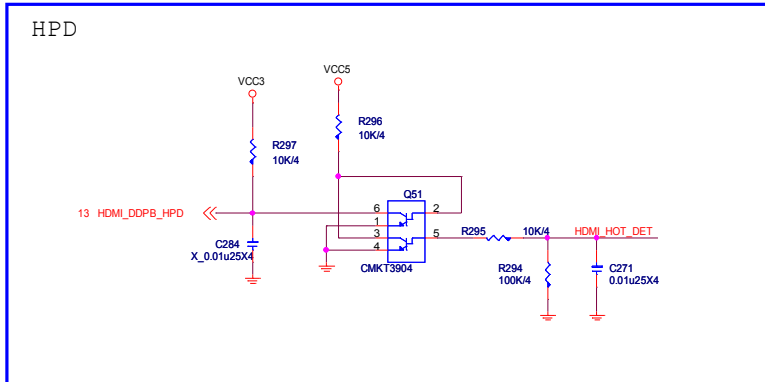 HPD
VCC3
VCC5
R297
10K/4
R296
10K/4
Q51
13 HDMI_DDPB_HPD
6
1
3
4
2
5
CMKT3904
C284
X_0.01u25X4
R295
10K/4
HDMI_HOT_DET
R294
100K/4
C271
0.01u25X4